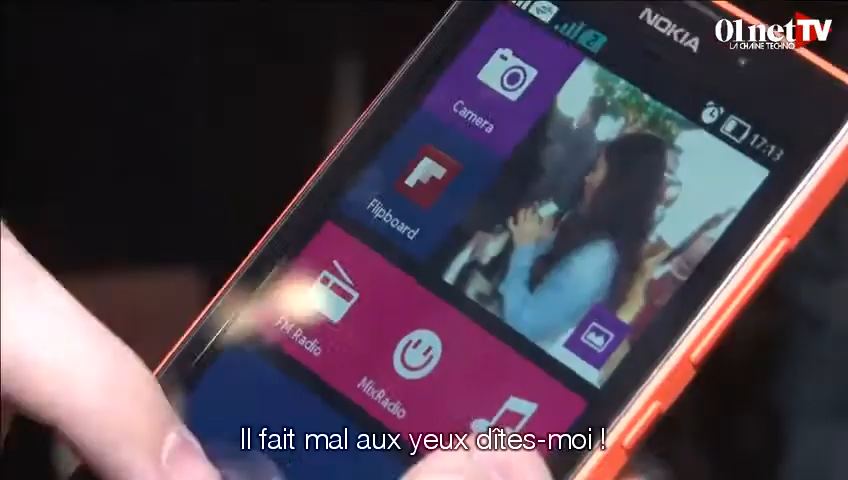 01netTV
LA CHAINE TECHNO
NOKIA
17:13
Camera
Flipboard
FM Radio
MixRadio
Il fait mal aux yeux dîtes-moi !